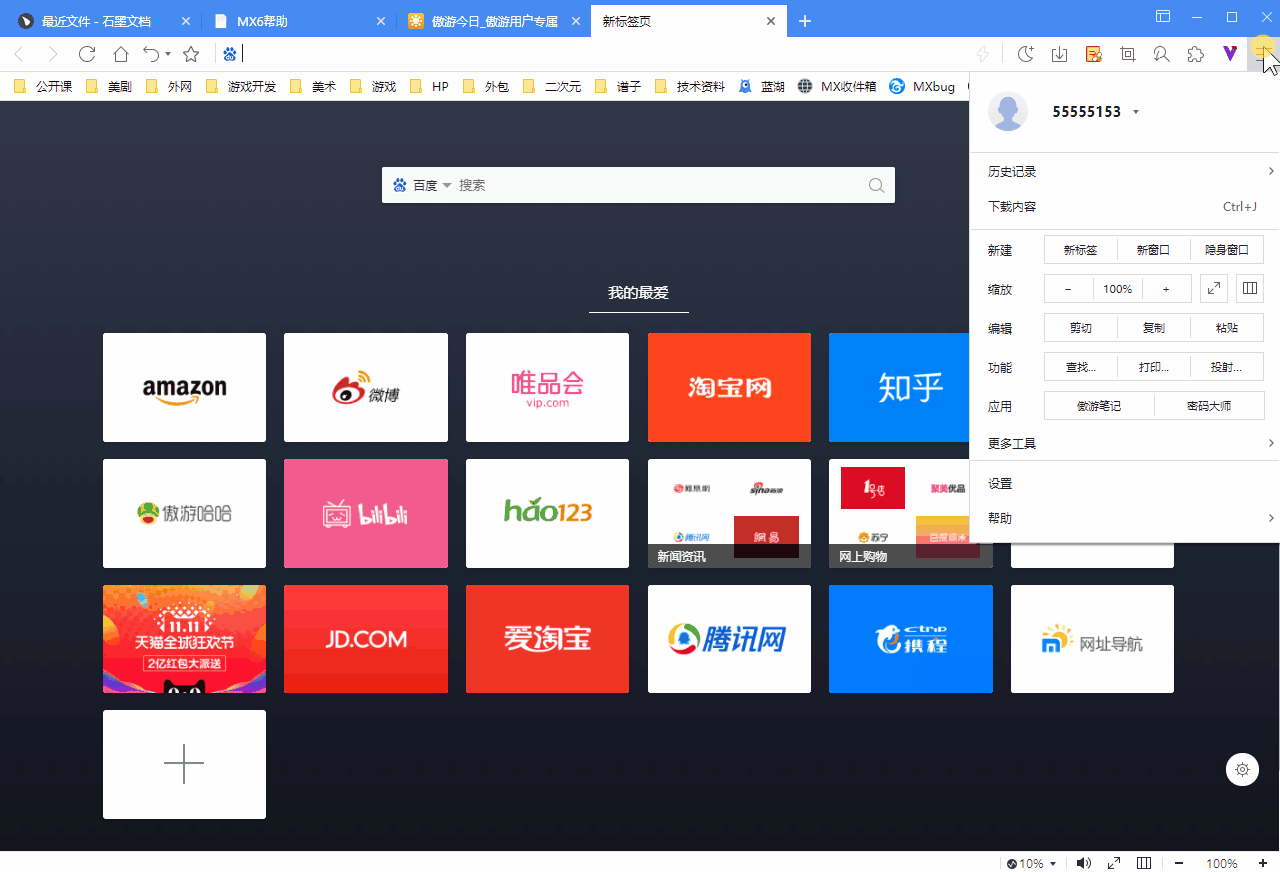 最近文件 - 石墨文档
MX6帮助
傲游今日_傲游用户专属
新标签页
公开课 美剧 外网 游戏开发 美术 游戏 HP 外包 二次元 谱子 技术资料 蓝湖 MX收件箱 MXbug
55555153
历史记录
下载内容 Ctrl+J
新建 新标签 新窗口 隐身窗口
缩放 − 100% +
编辑 剪切 复制 粘贴
功能 查找... 打印... 投射...
应用 傲游笔记 密码大师
更多工具
设置
帮助
百度 搜索
我的最爱
amazon
微博
唯品会
vip.com
淘宝网
知乎
傲游哈哈
bilibili
hao123
鳳凰網 sina新浪
腾讯网 網易
新闻资讯
1号店 聚美优品
苏宁
网上购物
11.11
天猫全球狂欢节
2亿红包大派送
JD.COM
爱淘宝
腾讯网
ctrip
携程
网址导航
10% 100%